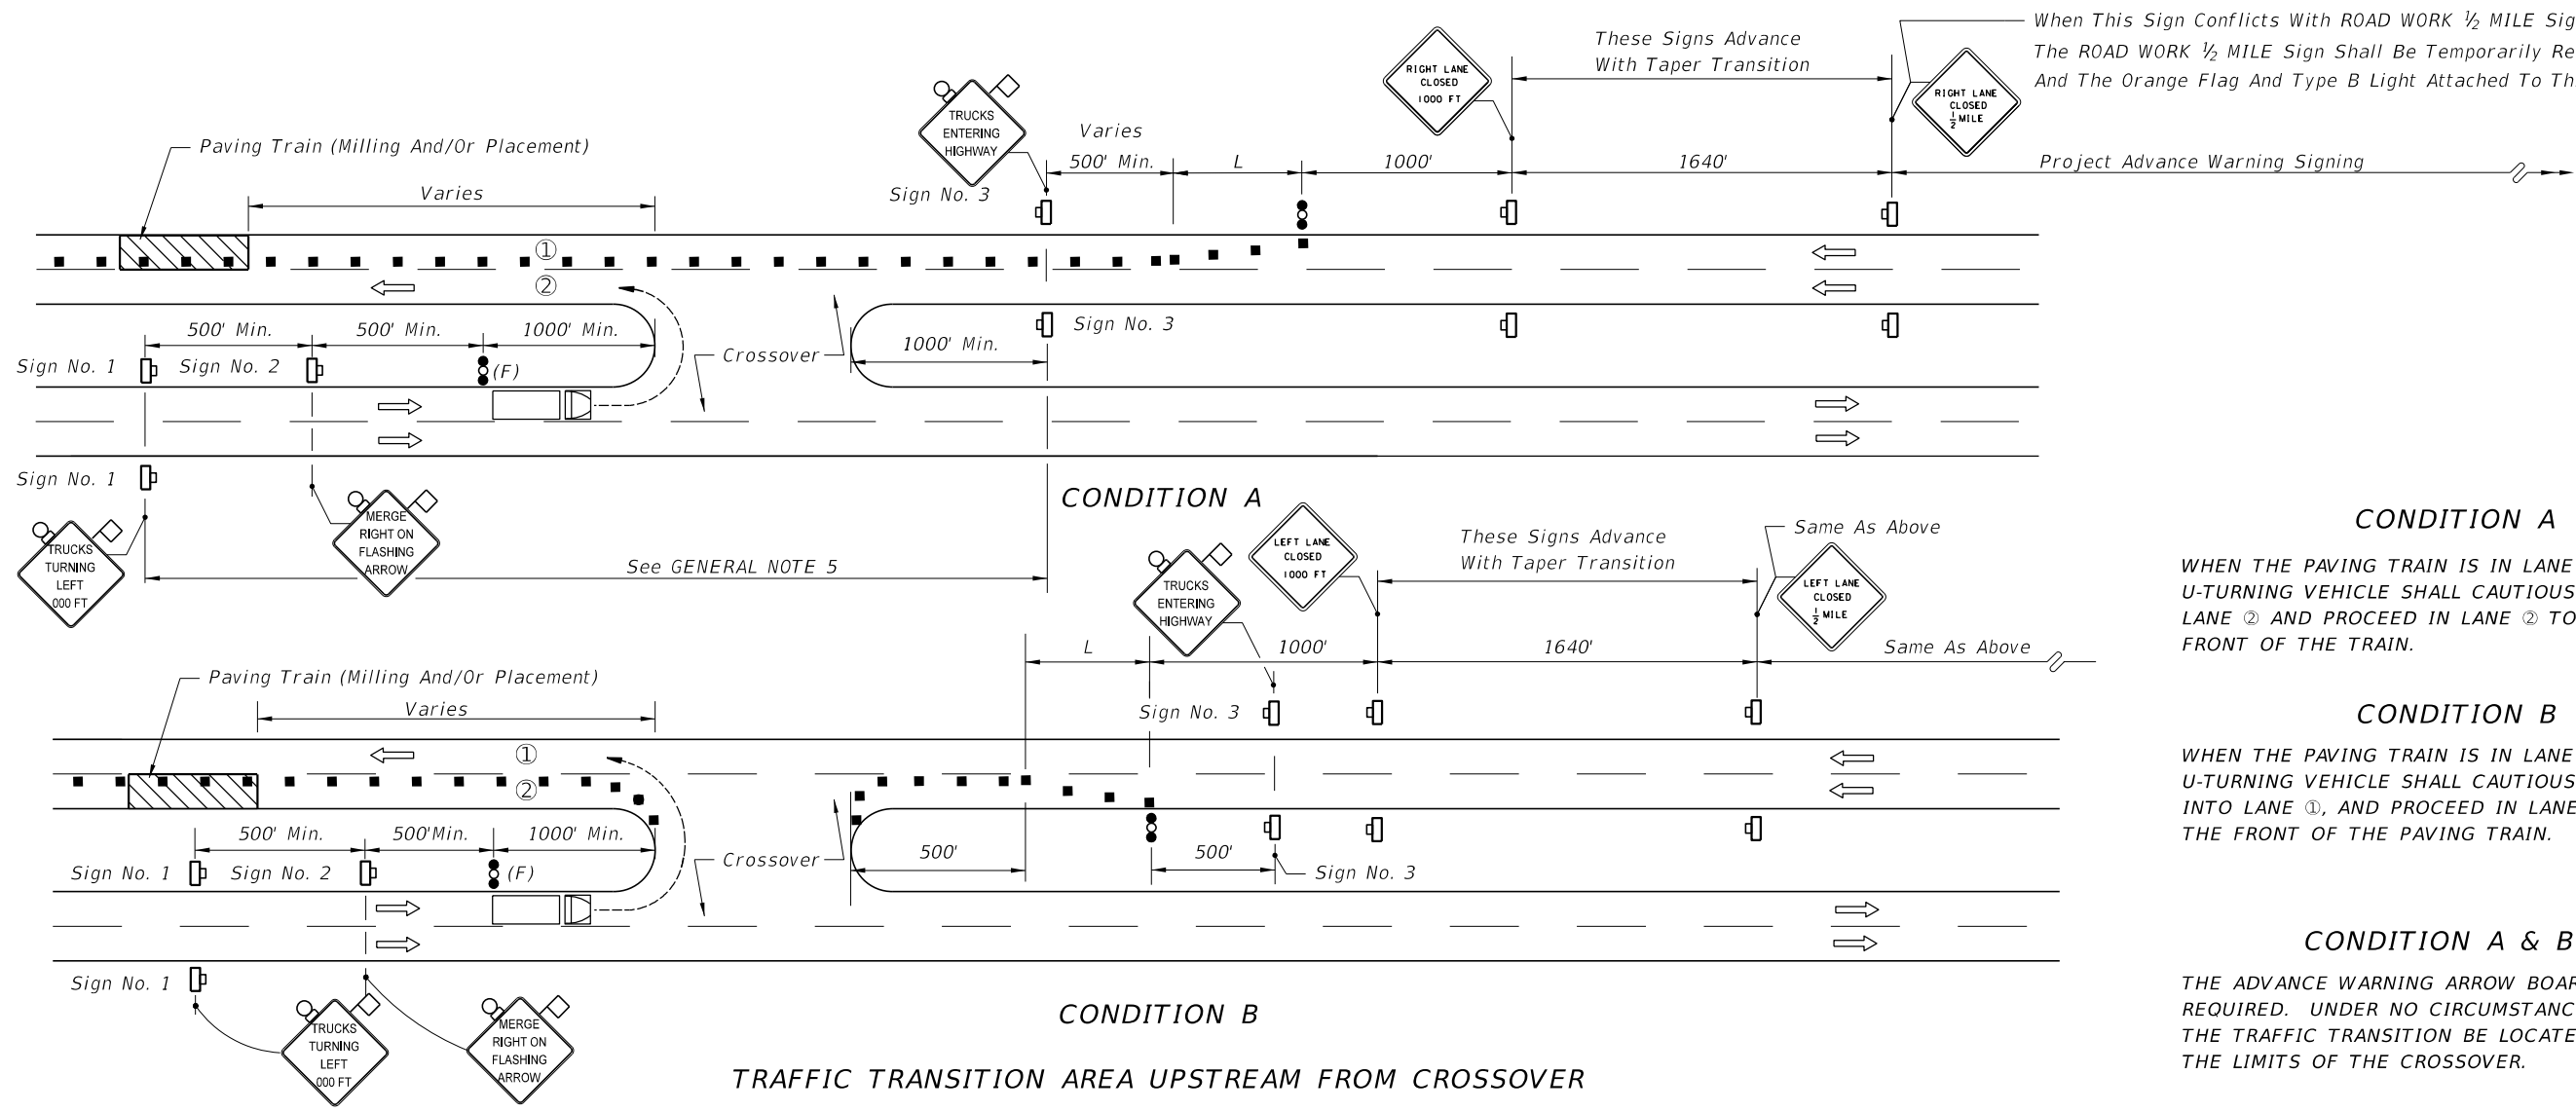 When This Sign Conflicts With ROAD WORK ½ MILE Sig
The ROAD WORK ½ MILE Sign Shall Be Temporarily Re
And The Orange Flag And Type B Light Attached To Th
These Signs Advance
With Taper Transition
RIGHT LANE
CLOSED
1000 FT
RIGHT LANE
CLOSED
½ MILE
TRUCKS
ENTERING
HIGHWAY
Varies
500' Min.
L
1000'
1640'
Project Advance Warning Signing
Paving Train (Milling And/Or Placement)
Varies
Sign No. 3
①
②
500' Min.
500' Min.
1000' Min.
Sign No. 3
Crossover
1000' Min.
Sign No. 1
Sign No. 2
(F)
Sign No. 1
CONDITION A
TRUCKS
TURNING
LEFT
000 FT
MERGE
RIGHT ON
FLASHING
ARROW
See GENERAL NOTE 5
TRUCKS
ENTERING
HIGHWAY
LEFT LANE
CLOSED
1000 FT
These Signs Advance
With Taper Transition
Same As Above
LEFT LANE
CLOSED
½ MILE
L
1000'
1640'
Same As Above
Paving Train (Milling And/Or Placement)
Varies
Sign No. 3
①
②
500' Min.
500'Min.
1000' Min.
Crossover
500'
500'
Sign No. 1
Sign No. 2
(F)
Sign No. 3
Sign No. 1
TRUCKS
TURNING
LEFT
000 FT
MERGE
RIGHT ON
FLASHING
ARROW
CONDITION B
TRAFFIC TRANSITION AREA UPSTREAM FROM CROSSOVER
CONDITION A
WHEN THE PAVING TRAIN IS IN LANE
U-TURNING VEHICLE SHALL CAUTIOUS
LANE ② AND PROCEED IN LANE ② TO
FRONT OF THE TRAIN.
CONDITION B
WHEN THE PAVING TRAIN IS IN LANE
U-TURNING VEHICLE SHALL CAUTIOUS
INTO LANE ①, AND PROCEED IN LANE
THE FRONT OF THE PAVING TRAIN.
CONDITION A & B
THE ADVANCE WARNING ARROW BOAR
REQUIRED. UNDER NO CIRCUMSTANC
THE TRAFFIC TRANSITION BE LOCATE
THE LIMITS OF THE CROSSOVER.